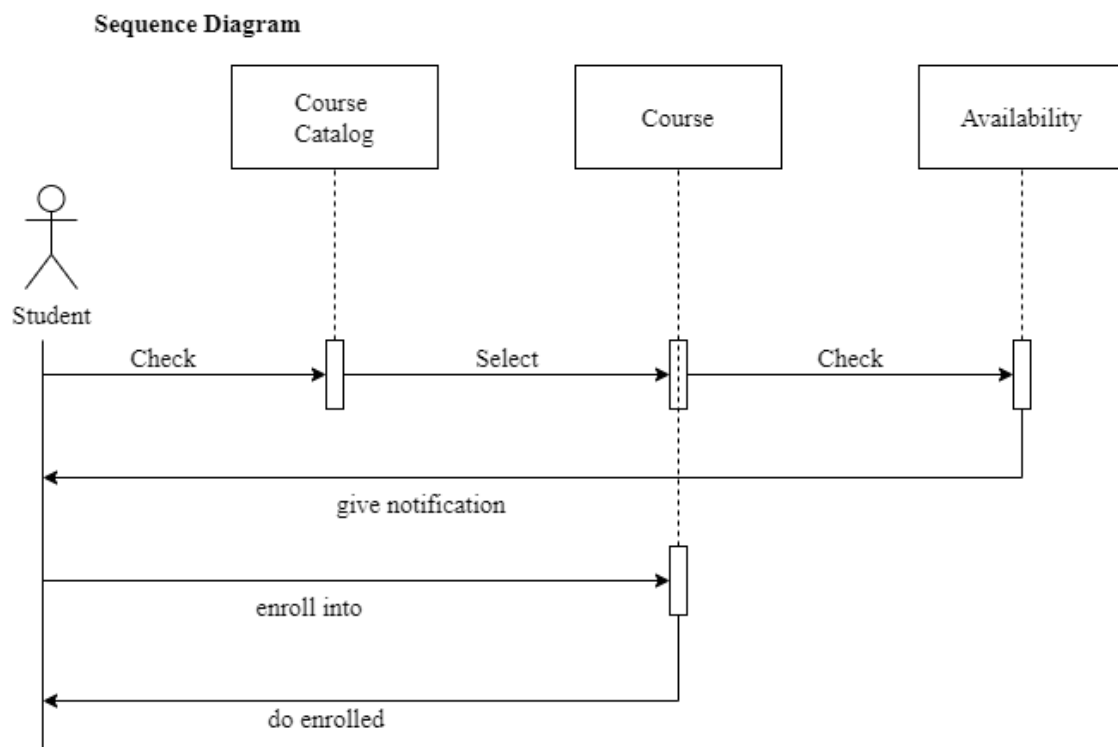 Sequence Diagram
Course
Catalog
Course
Availability
Student
Check
Select
Check
give notification
enroll into
do enrolled